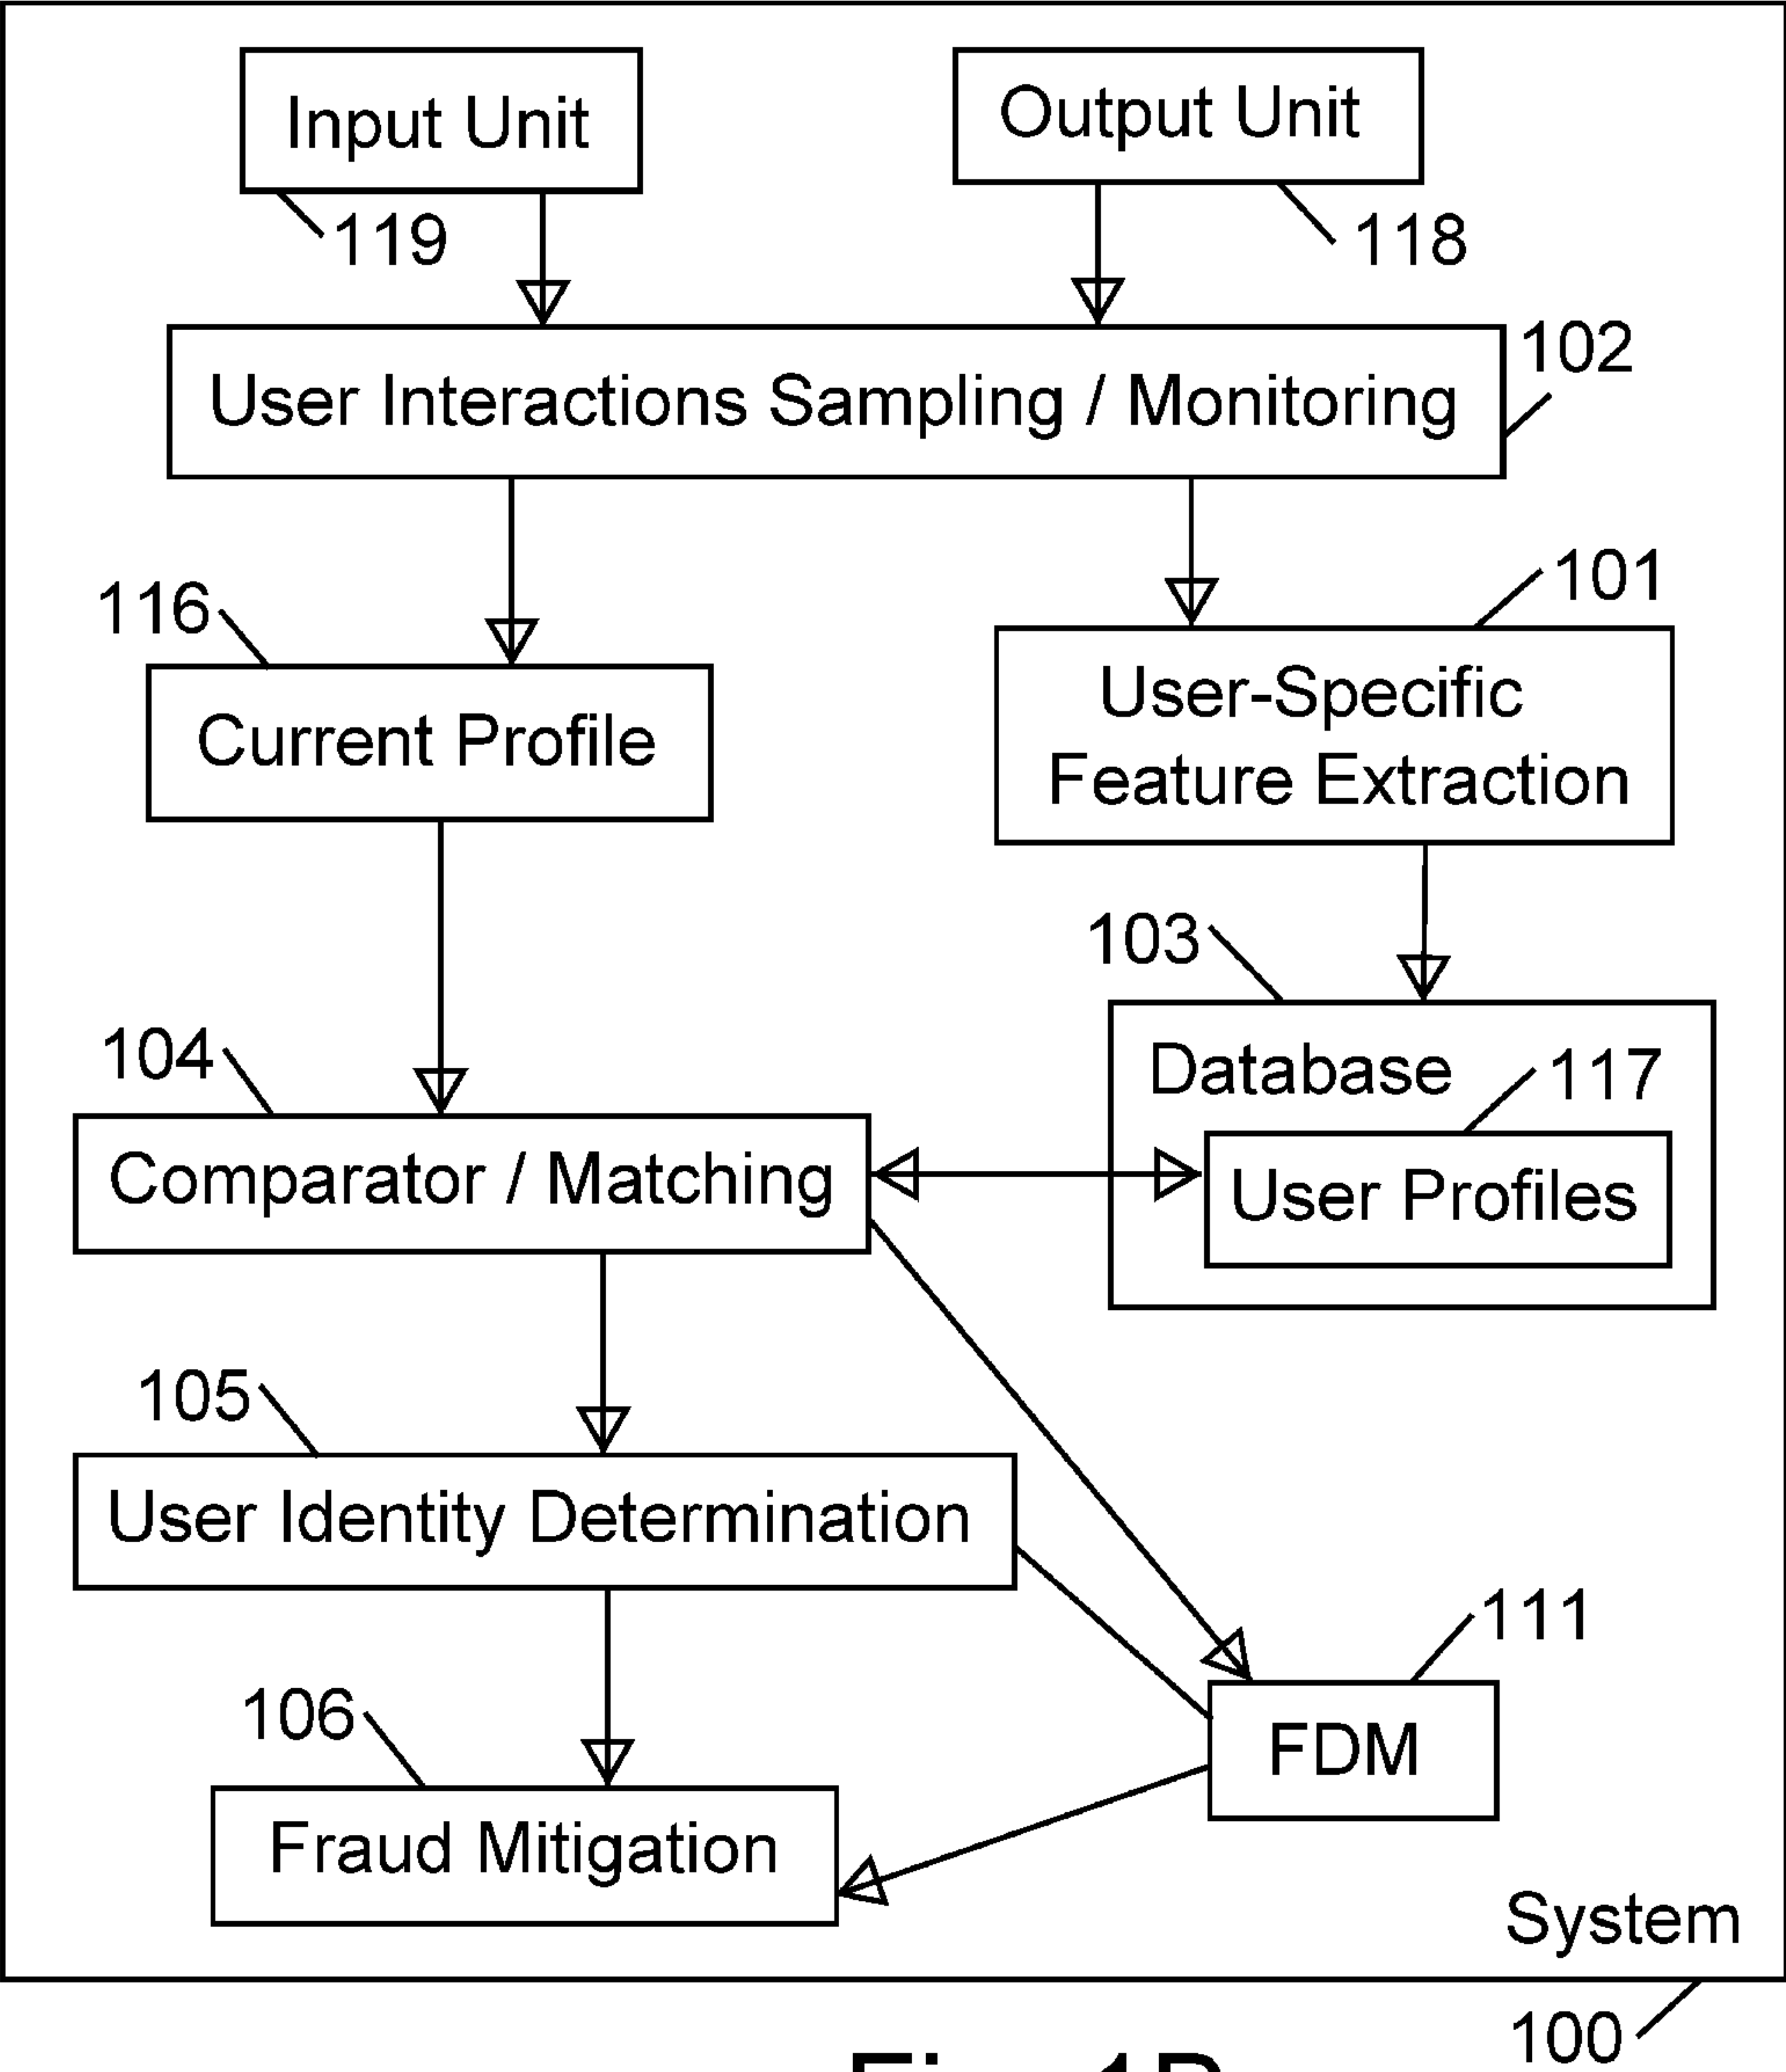 Input Unit
Output Unit
119
118
102
User Interactions Sampling / Monitoring
101
116
User-Specific
Feature Extraction
Current Profile
103
104
Database
117
Comparator / Matching
User Profiles
105
User Identity Determination
111
106
FDM
Fraud Mitigation
System
100